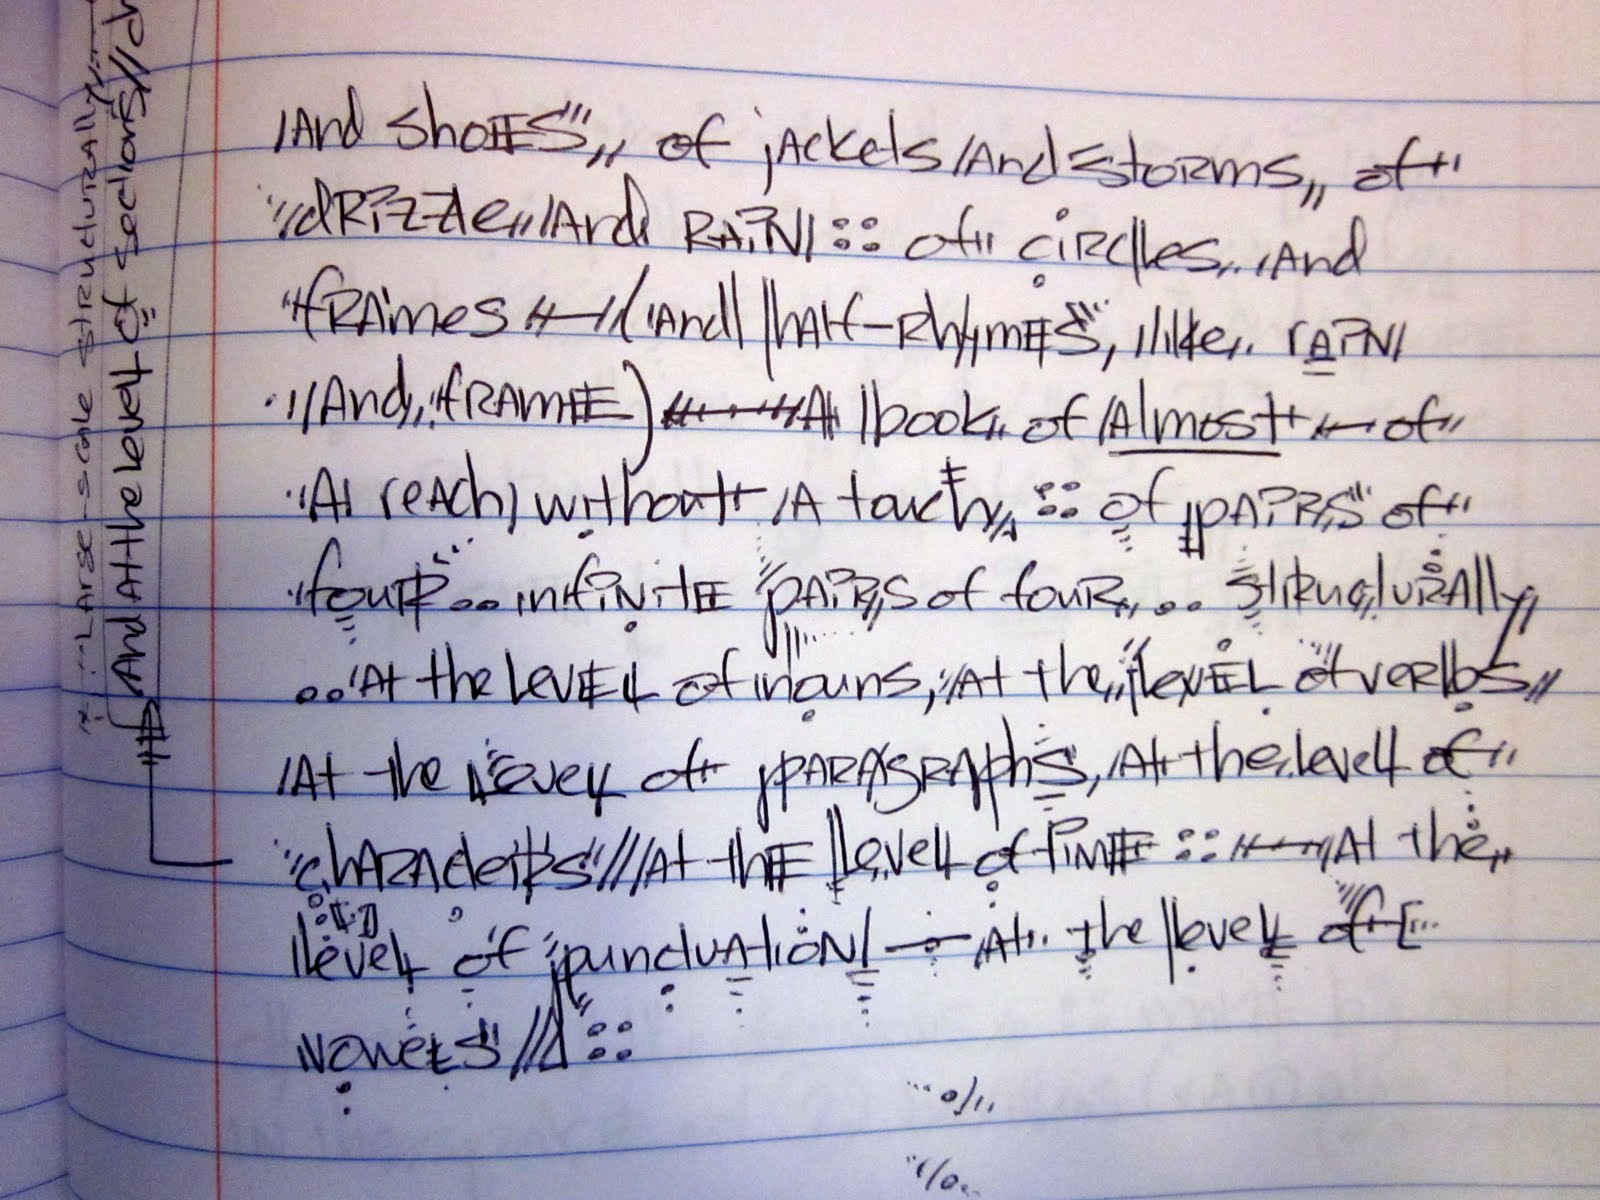 And shoes, of jackets And storms, of
drizzle, And RAiN :: of circles... And
frames — (And half-rhymes, like.. rAiN
And, frAmE) — A book of Almost — of
A reach, without A touch, :: of pairs of
four... infinite pairs of four,... structurally,
...At the level of nouns, At the level of verbs,
At the level of paragraphs, At the level of
characters///At the level of time :: — At the
level of punctuation — At.. the level of
vowels// ::
*: Large-scale structurally
And At the level of sections//